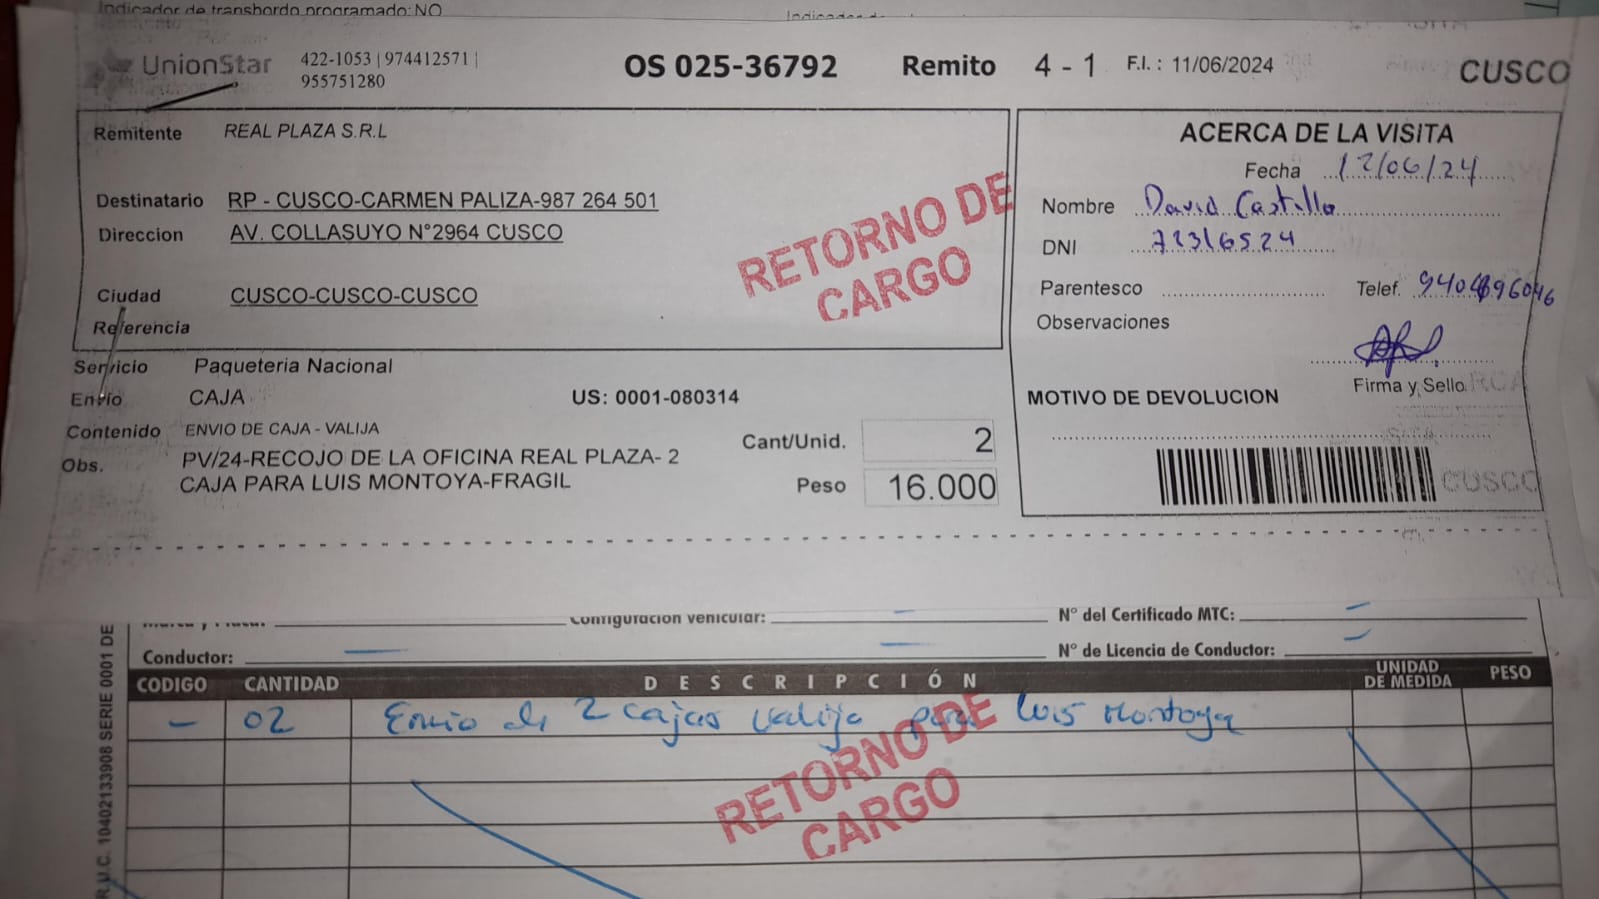 Indicador de transbordo programado: NO
UnionStar
422-1053 | 974412571 |
955751280
OS 025-36792
Remito 4 - 1
F.I. : 11/06/2024
CUSCO
Remitente REAL PLAZA S.R.L
Destinatario RP - CUSCO-CARMEN PALIZA-987 264 501
Direccion AV. COLLASUYO N°2964 CUSCO
Ciudad CUSCO-CUSCO-CUSCO
Referencia
RETORNO DE
CARGO
ACERCA DE LA VISITA
Fecha 12/06/24
Nombre David Castillo
DNI 72316524
Parentesco
Telef.
Observaciones
Firma y Sello
MOTIVO DE DEVOLUCION
CUSCO
Servicio Paqueteria Nacional
Envio CAJA US: 0001-080314
Contenido ENVIO DE CAJA - VALIJA
Cant/Unid. 2
Obs. PV/24-RECOJO DE LA OFICINA REAL PLAZA- 2
CAJA PARA LUIS MONTOYA-FRAGIL
Peso 16.000
Configuración vehicular: - N° del Certificado MTC: -
Conductor: - - N° de Licencia de Conductor: -
CODIGO CANTIDAD DESCRIPCIÓN UNIDAD DE MEDIDA PESO
- 02 Envio de 2 cajas valija para Luis Montoya
RETORNO DE
CARGO
R.U.C. 10402133908 SERIE 0001 DE